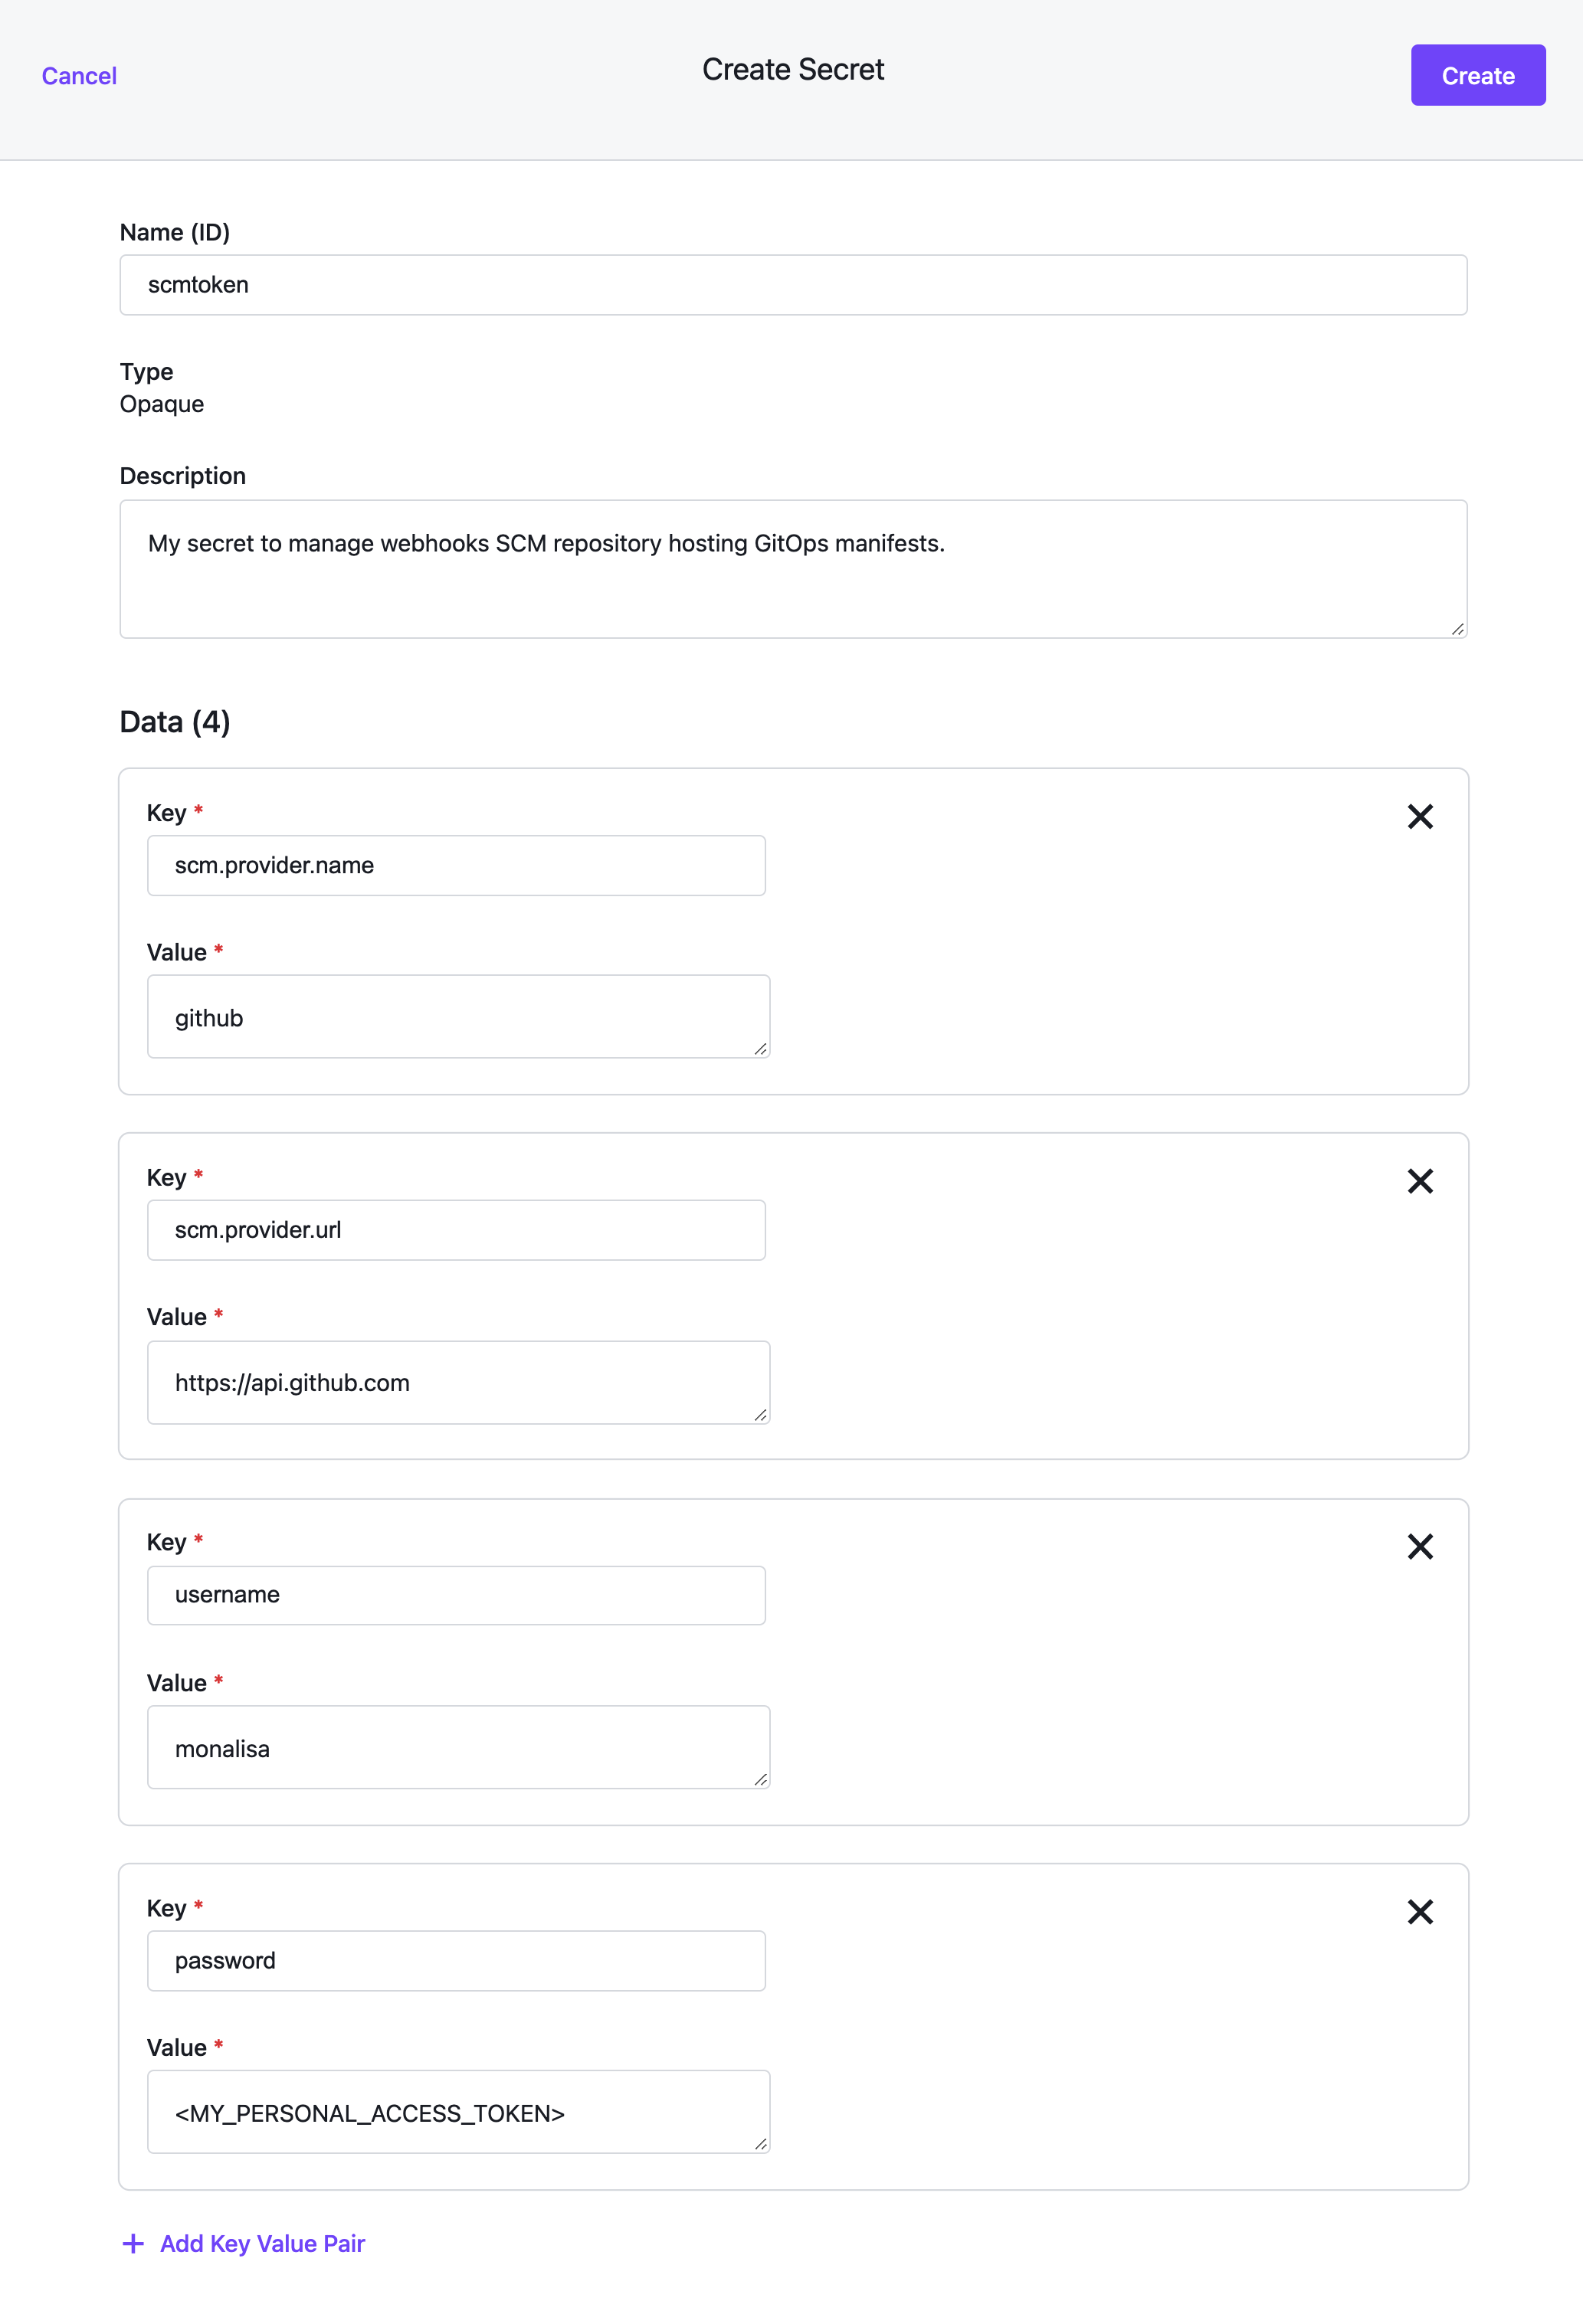 Cancel
Create Secret
Create
Name (ID)
scmtoken
Type
Opaque
Description
My secret to manage webhooks SCM repository hosting GitOps manifests.
Data (4)
Key *
scm.provider.name
Value *
github
Key *
scm.provider.url
Value *
https://api.github.com
Key *
username
Value *
monalisa
Key *
password
Value *
<MY_PERSONAL_ACCESS_TOKEN>
+ Add Key Value Pair